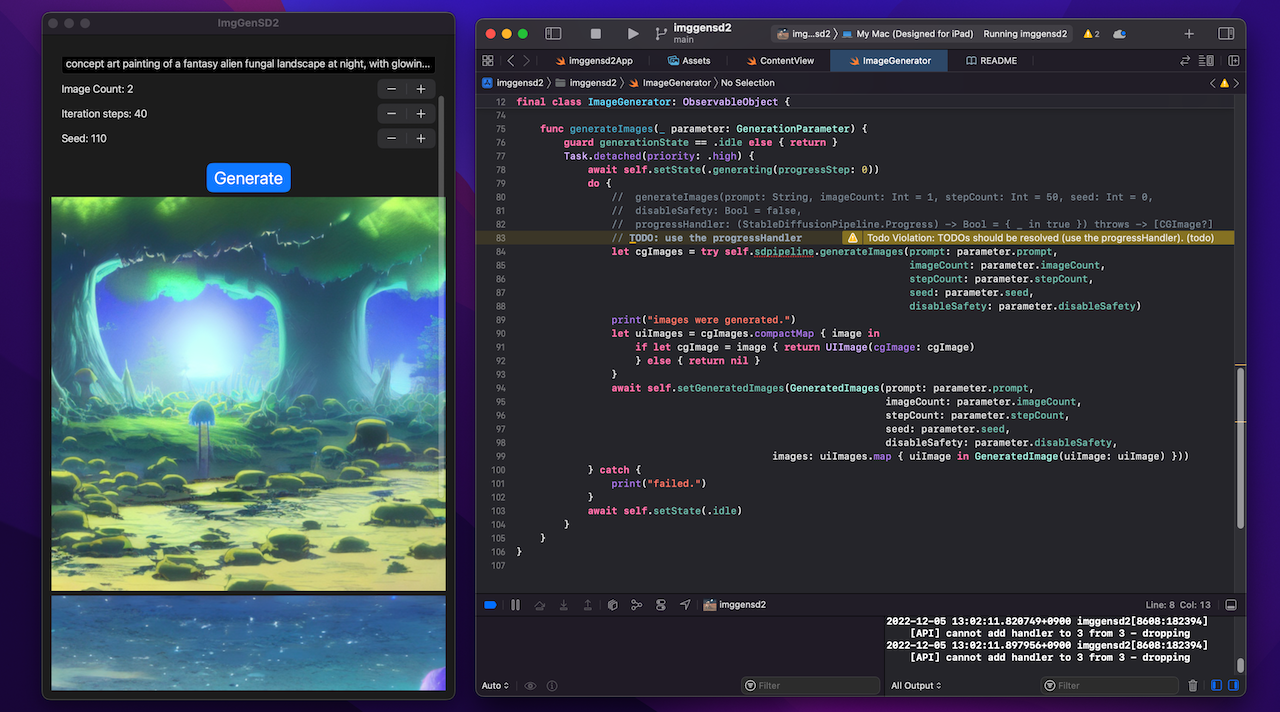 ImgGenSD2
concept art painting of a fantasy alien fungal landscape at night, with glowin...
Image Count: 2
Iteration steps: 40
Seed: 110
Generate
imggensd2
main
img...sd2 〉 My Mac (Designed for iPad) Running imggensd2 2
imggensd2App Assets ContentView ImageGenerator README
imggensd2 〉 imggensd2 〉 ImageGenerator 〉 No Selection
12 final class ImageGenerator: ObservableObject {
74
75 func generateImages(_ parameter: GenerationParameter) {
76 guard generationState == .idle else { return }
77 Task.detached(priority: .high) {
78 await self.setState(.generating(progressStep: 0))
79 do {
80 // generateImages(prompt: String, imageCount: Int = 1, stepCount: Int = 50, seed: Int = 0,
81 // disableSafety: Bool = false,
82 // progressHandler: (StableDiffusionPipeline.Progress) -> Bool = { _ in true }) throws -> [CGImage?]
83 // TODO: use the progressHandler Todo Violation: TODOs should be resolved (use the progressHandler). (todo)
84 let cgImages = try self.sdpipeline.generateImages(prompt: parameter.prompt,
85 imageCount: parameter.imageCount,
86 stepCount: parameter.stepCount,
87 seed: parameter.seed,
88 disableSafety: parameter.disableSafety)
89 print("images were generated.")
90 let uiImages = cgImages.compactMap { image in
91 if let cgImage = image { return UIImage(cgImage: cgImage)
92 } else { return nil }
93 }
94 await self.setGeneratedImages(GeneratedImages(prompt: parameter.prompt,
95 imageCount: parameter.imageCount,
96 stepCount: parameter.stepCount,
97 seed: parameter.seed,
98 disableSafety: parameter.disableSafety,
99 images: uiImages.map { uiImage in GeneratedImage(uiImage: uiImage) }))
100 } catch {
101 print("failed.")
102 }
103 await self.setState(.idle)
104 }
105 }
106 }
107
imggensd2 Line: 8 Col: 13
2022-12-05 13:02:11.820749+0900 imggensd2[8608:182394]
[API] cannot add handler to 3 from 3 - dropping
2022-12-05 13:02:11.897956+0900 imggensd2[8608:182394]
[API] cannot add handler to 3 from 3 - dropping
Auto Filter All Output Filter